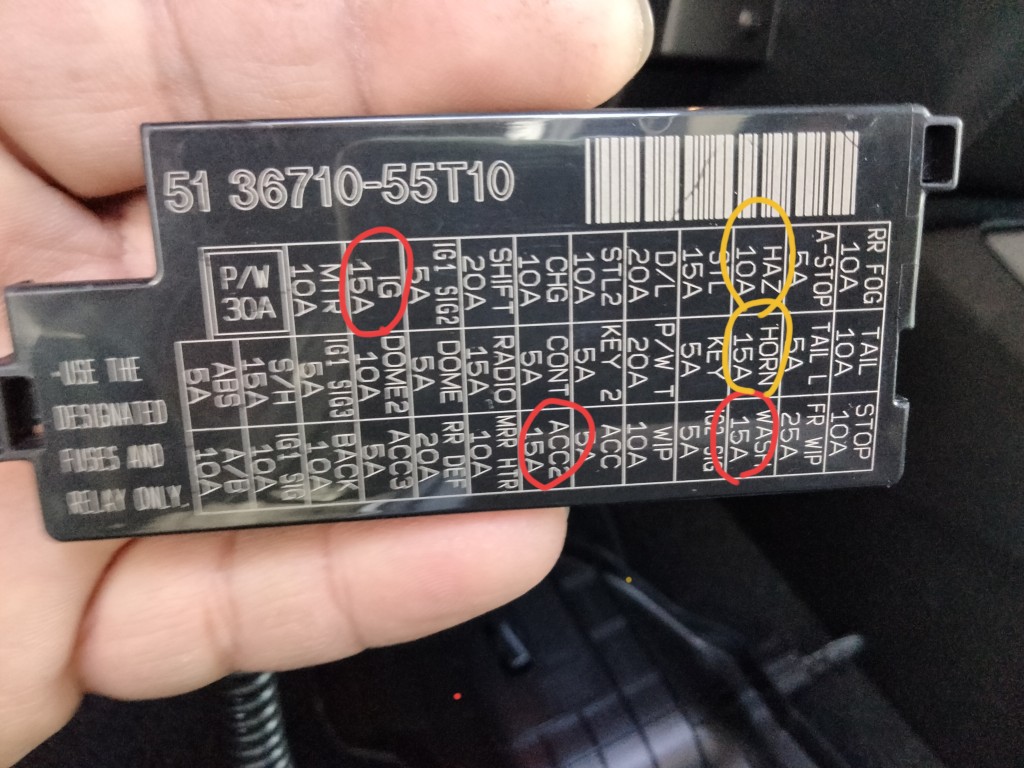 51 36710-55T10
RR FOG TAIL STOP
10A 10A 10A
A-STOP TAIL L FR WIP
5A 5A 25A
HAZ HORN WASH
10A 15A 15A
STL KEY IG2 SIG
15A 5A 5A
D/L P/W T WIP
20A 20A 10A
STL2 KEY 2 ACC
10A 5A 5A
CHG CONT ACC2
10A 5A 15A
SHIFT RADIO MRR HTR
20A 15A 10A
IG1 SIG2 DOME RR DEF
5A 5A 20A
IG DOME2 ACC3
15A 10A 5A
MTR IG1 SIG3 BACK
10A 5A 10A
S/H IG1 SIG
15A 10A
ABS A/B
5A 10A
P/W
30A
-USE THE
DESIGNATED
FUSES AND
RELAY ONLY.